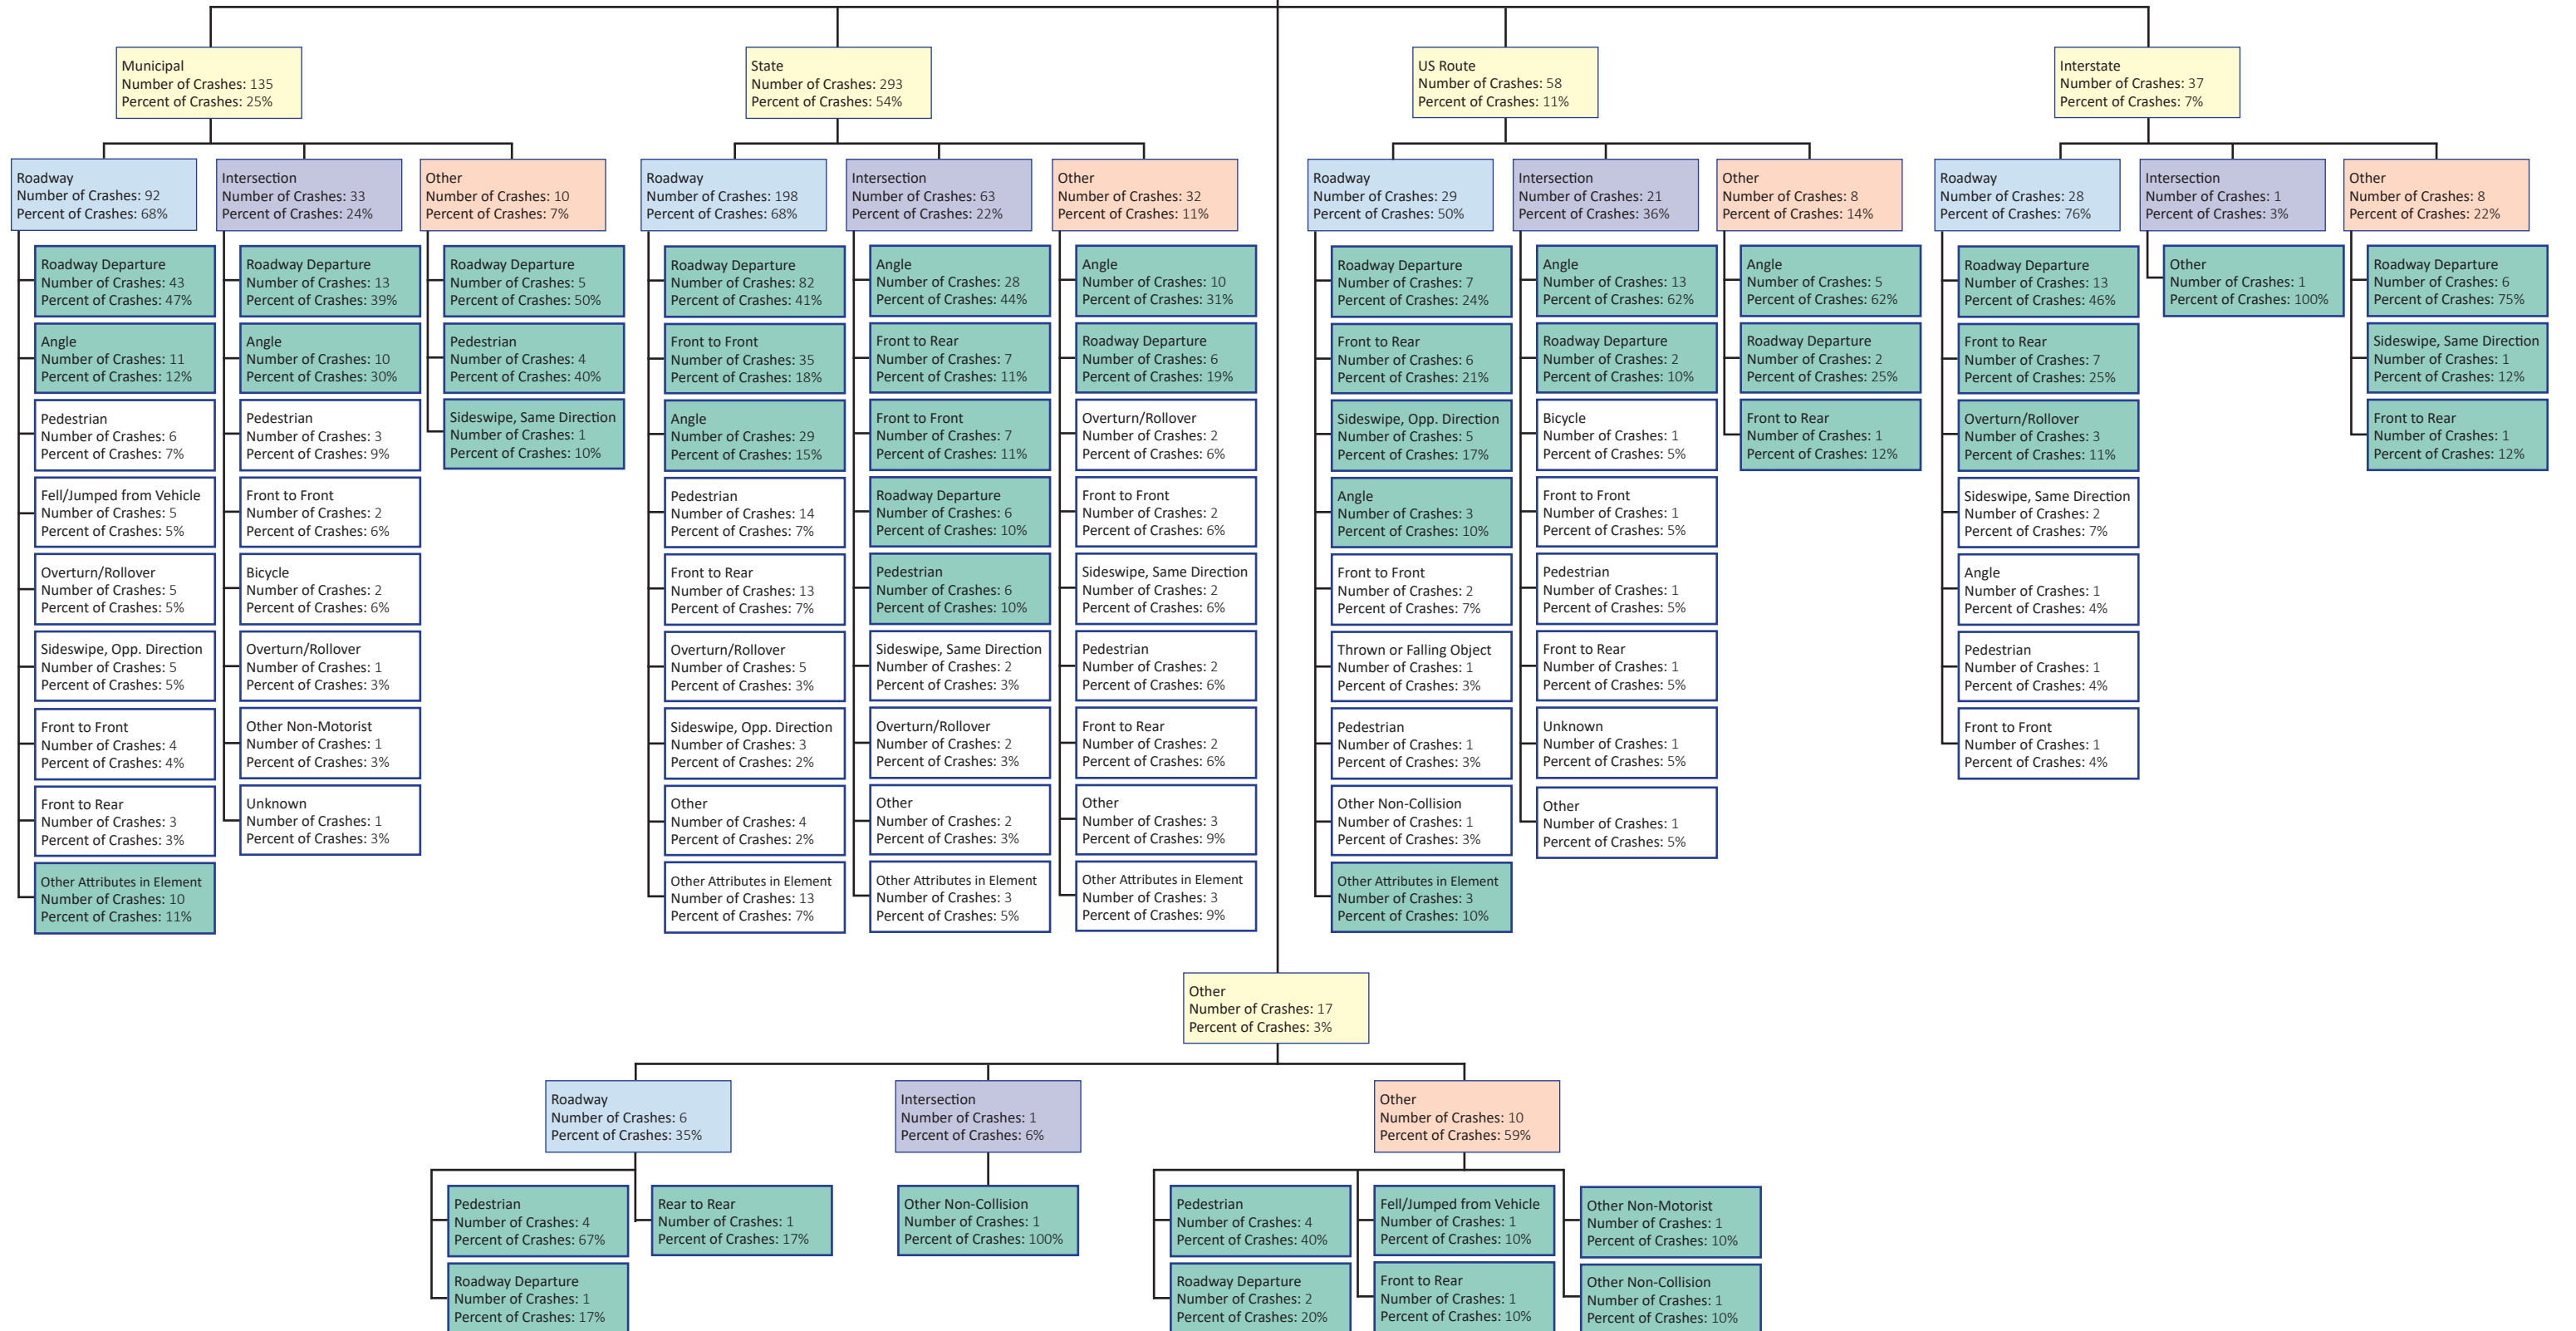 Municipal
Number of Crashes: 135
Percent of Crashes: 25%
State
Number of Crashes: 293
Percent of Crashes: 54%
US Route
Number of Crashes: 58
Percent of Crashes: 11%
Interstate
Number of Crashes: 37
Percent of Crashes: 7%
Roadway
Number of Crashes: 92
Percent of Crashes: 68%
Roadway Departure
Number of Crashes: 43
Percent of Crashes: 47%
Angle
Number of Crashes: 11
Percent of Crashes: 12%
Pedestrian
Number of Crashes: 6
Percent of Crashes: 7%
Fell/Jumped from Vehicle
Number of Crashes: 5
Percent of Crashes: 5%
Overturn/Rollover
Number of Crashes: 5
Percent of Crashes: 5%
Sideswipe, Opp. Direction
Number of Crashes: 5
Percent of Crashes: 5%
Front to Front
Number of Crashes: 4
Percent of Crashes: 4%
Front to Rear
Number of Crashes: 3
Percent of Crashes: 3%
Other Attributes in Element
Number of Crashes: 10
Percent of Crashes: 11%
Intersection
Number of Crashes: 33
Percent of Crashes: 24%
Roadway Departure
Number of Crashes: 13
Percent of Crashes: 39%
Angle
Number of Crashes: 10
Percent of Crashes: 30%
Pedestrian
Number of Crashes: 3
Percent of Crashes: 9%
Front to Front
Number of Crashes: 2
Percent of Crashes: 6%
Bicycle
Number of Crashes: 2
Percent of Crashes: 6%
Overturn/Rollover
Number of Crashes: 1
Percent of Crashes: 3%
Other Non-Motorist
Number of Crashes: 1
Percent of Crashes: 3%
Unknown
Number of Crashes: 1
Percent of Crashes: 3%
Other
Number of Crashes: 10
Percent of Crashes: 7%
Roadway Departure
Number of Crashes: 5
Percent of Crashes: 50%
Pedestrian
Number of Crashes: 4
Percent of Crashes: 40%
Sideswipe, Same Direction
Number of Crashes: 1
Percent of Crashes: 10%
Roadway
Number of Crashes: 198
Percent of Crashes: 68%
Roadway Departure
Number of Crashes: 82
Percent of Crashes: 41%
Front to Front
Number of Crashes: 35
Percent of Crashes: 18%
Angle
Number of Crashes: 29
Percent of Crashes: 15%
Pedestrian
Number of Crashes: 14
Percent of Crashes: 7%
Front to Rear
Number of Crashes: 13
Percent of Crashes: 7%
Overturn/Rollover
Number of Crashes: 5
Percent of Crashes: 3%
Sideswipe, Opp. Direction
Number of Crashes: 3
Percent of Crashes: 2%
Other
Number of Crashes: 4
Percent of Crashes: 2%
Other Attributes in Element
Number of Crashes: 13
Percent of Crashes: 7%
Intersection
Number of Crashes: 63
Percent of Crashes: 22%
Angle
Number of Crashes: 28
Percent of Crashes: 44%
Front to Rear
Number of Crashes: 7
Percent of Crashes: 11%
Front to Front
Number of Crashes: 7
Percent of Crashes: 11%
Roadway Departure
Number of Crashes: 6
Percent of Crashes: 10%
Pedestrian
Number of Crashes: 6
Percent of Crashes: 10%
Sideswipe, Same Direction
Number of Crashes: 2
Percent of Crashes: 3%
Overturn/Rollover
Number of Crashes: 2
Percent of Crashes: 3%
Other
Number of Crashes: 2
Percent of Crashes: 3%
Other Attributes in Element
Number of Crashes: 3
Percent of Crashes: 5%
Other
Number of Crashes: 32
Percent of Crashes: 11%
Angle
Number of Crashes: 10
Percent of Crashes: 31%
Roadway Departure
Number of Crashes: 6
Percent of Crashes: 19%
Overturn/Rollover
Number of Crashes: 2
Percent of Crashes: 6%
Front to Front
Number of Crashes: 2
Percent of Crashes: 6%
Sideswipe, Same Direction
Number of Crashes: 2
Percent of Crashes: 6%
Pedestrian
Number of Crashes: 2
Percent of Crashes: 6%
Front to Rear
Number of Crashes: 2
Percent of Crashes: 6%
Other
Number of Crashes: 3
Percent of Crashes: 9%
Other Attributes in Element
Number of Crashes: 3
Percent of Crashes: 9%
Roadway
Number of Crashes: 29
Percent of Crashes: 50%
Roadway Departure
Number of Crashes: 7
Percent of Crashes: 24%
Front to Rear
Number of Crashes: 6
Percent of Crashes: 21%
Sideswipe, Opp. Direction
Number of Crashes: 5
Percent of Crashes: 17%
Angle
Number of Crashes: 3
Percent of Crashes: 10%
Front to Front
Number of Crashes: 2
Percent of Crashes: 7%
Thrown or Falling Object
Number of Crashes: 1
Percent of Crashes: 3%
Pedestrian
Number of Crashes: 1
Percent of Crashes: 3%
Other Non-Collision
Number of Crashes: 1
Percent of Crashes: 3%
Other Attributes in Element
Number of Crashes: 3
Percent of Crashes: 10%
Intersection
Number of Crashes: 21
Percent of Crashes: 36%
Angle
Number of Crashes: 13
Percent of Crashes: 62%
Roadway Departure
Number of Crashes: 2
Percent of Crashes: 10%
Bicycle
Number of Crashes: 1
Percent of Crashes: 5%
Front to Front
Number of Crashes: 1
Percent of Crashes: 5%
Pedestrian
Number of Crashes: 1
Percent of Crashes: 5%
Front to Rear
Number of Crashes: 1
Percent of Crashes: 5%
Unknown
Number of Crashes: 1
Percent of Crashes: 5%
Other
Number of Crashes: 1
Percent of Crashes: 5%
Other
Number of Crashes: 8
Percent of Crashes: 14%
Angle
Number of Crashes: 5
Percent of Crashes: 62%
Roadway Departure
Number of Crashes: 2
Percent of Crashes: 25%
Front to Rear
Number of Crashes: 1
Percent of Crashes: 12%
Roadway
Number of Crashes: 28
Percent of Crashes: 76%
Roadway Departure
Number of Crashes: 13
Percent of Crashes: 46%
Front to Rear
Number of Crashes: 7
Percent of Crashes: 25%
Overturn/Rollover
Number of Crashes: 3
Percent of Crashes: 11%
Sideswipe, Same Direction
Number of Crashes: 2
Percent of Crashes: 7%
Angle
Number of Crashes: 1
Percent of Crashes: 4%
Pedestrian
Number of Crashes: 1
Percent of Crashes: 4%
Front to Front
Number of Crashes: 1
Percent of Crashes: 4%
Intersection
Number of Crashes: 1
Percent of Crashes: 3%
Other
Number of Crashes: 1
Percent of Crashes: 100%
Other
Number of Crashes: 8
Percent of Crashes: 22%
Roadway Departure
Number of Crashes: 6
Percent of Crashes: 75%
Sideswipe, Same Direction
Number of Crashes: 1
Percent of Crashes: 12%
Front to Rear
Number of Crashes: 1
Percent of Crashes: 12%
Other
Number of Crashes: 17
Percent of Crashes: 3%
Roadway
Number of Crashes: 6
Percent of Crashes: 35%
Pedestrian
Number of Crashes: 4
Percent of Crashes: 67%
Roadway Departure
Number of Crashes: 1
Percent of Crashes: 17%
Rear to Rear
Number of Crashes: 1
Percent of Crashes: 17%
Intersection
Number of Crashes: 1
Percent of Crashes: 6%
Other Non-Collision
Number of Crashes: 1
Percent of Crashes: 100%
Other
Number of Crashes: 10
Percent of Crashes: 59%
Pedestrian
Number of Crashes: 4
Percent of Crashes: 40%
Roadway Departure
Number of Crashes: 2
Percent of Crashes: 20%
Fell/Jumped from Vehicle
Number of Crashes: 1
Percent of Crashes: 10%
Front to Rear
Number of Crashes: 1
Percent of Crashes: 10%
Other Non-Motorist
Number of Crashes: 1
Percent of Crashes: 10%
Other Non-Collision
Number of Crashes: 1
Percent of Crashes: 10%